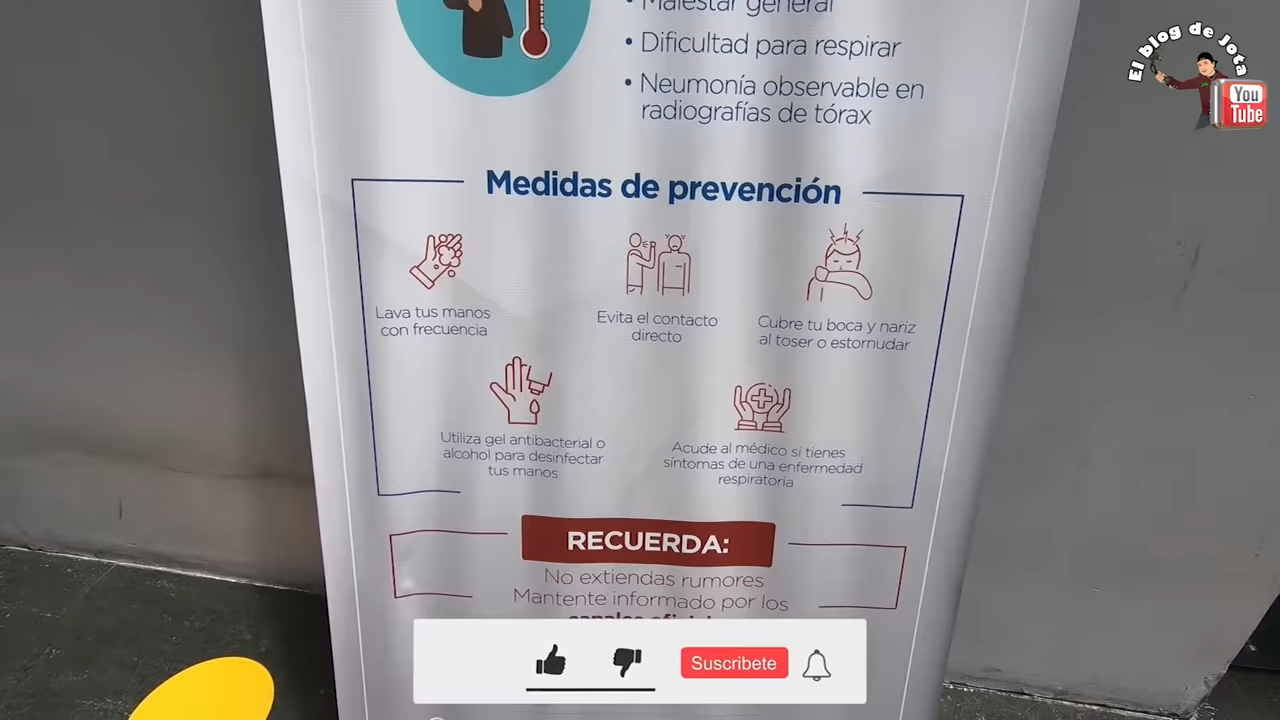 • Malestar general
• Dificultad para respirar
• Neumonía observable en
radiografías de tórax
El blog de Jota
You
Tube
Medidas de prevención
Lava tus manos
con frecuencia
Evita el contacto
directo
Cubre tu boca y nariz
al toser o estornudar
Utiliza gel antibacterial o
alcohol para desinfectar
tus manos
Acude al médico si tienes
síntomas de una enfermedad
respiratoria
RECUERDA:
No extiendas rumores
Mantente informado por los
Suscribete